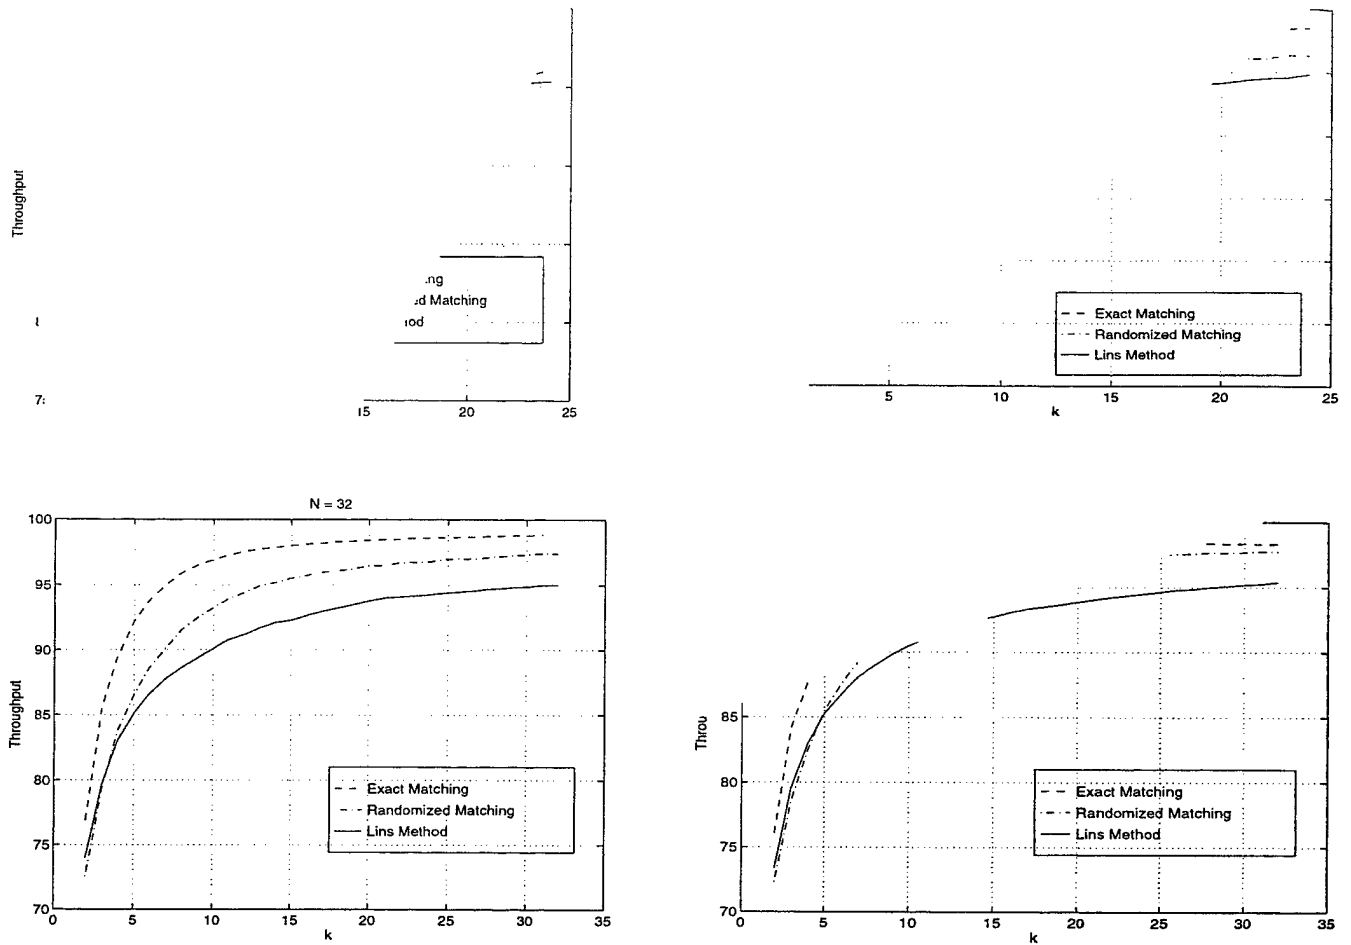 Throughput
d Matching
15 20 25
Exact Matching
Randomized Matching
Lins Method
5 10 15 20 25
k
N = 32
100
95
90
85
80
75
70
Throughput
Exact Matching
Randomized Matching
Lins Method
0 5 10 15 20 25 30 35
k
85
80
75
70
Throu
Exact Matching
Randomized Matching
Lins Method
0 5 10 15 20 25 30 35
k